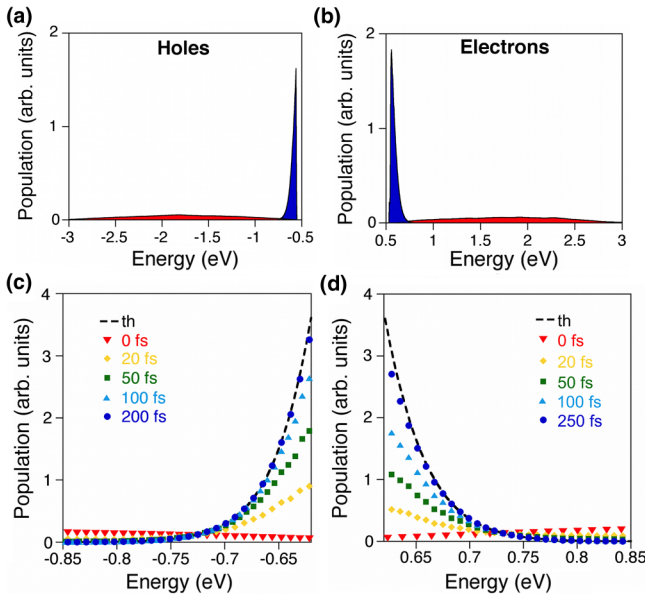 (a)
Holes
Population (arb. units)
2
1
0
-3 -2.5 -2 -1.5 -1 -0.5
Energy (eV)
(b)
Electrons
Population (arb. units)
2
1
0
0.5 1 1.5 2 2.5 3
Energy (eV)
(c)
Population (arb. units)
4
3
2
1
0
th
0 fs
20 fs
50 fs
100 fs
200 fs
-0.85 -0.8 -0.75 -0.7 -0.65
Energy (eV)
(d)
Population (arb. units)
4
3
2
1
0
th
0 fs
20 fs
50 fs
100 fs
250 fs
0.65 0.7 0.75 0.8 0.85
Energy (eV)